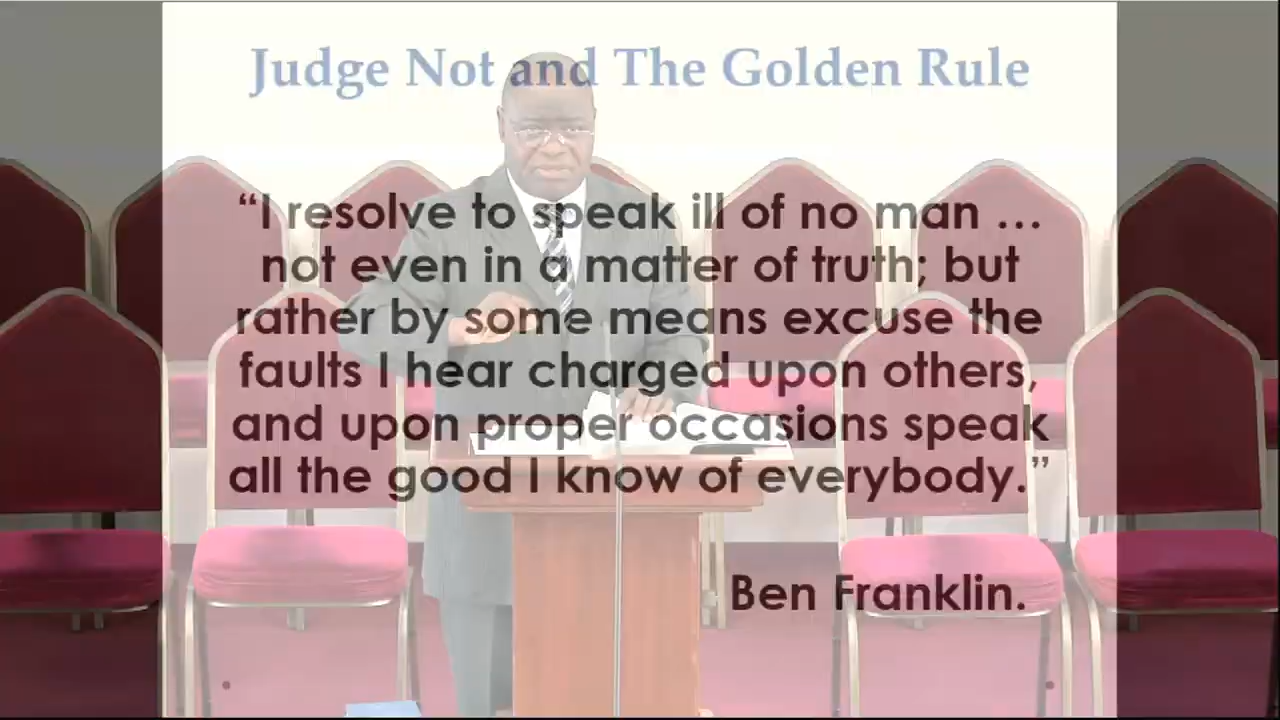 Judge Not and The Golden Rule
“I resolve to speak ill of no man …
not even in a matter of truth; but
rather by some means excuse the
faults I hear charged upon others,
and upon proper occasions speak
all the good I know of everybody.”
Ben Franklin.